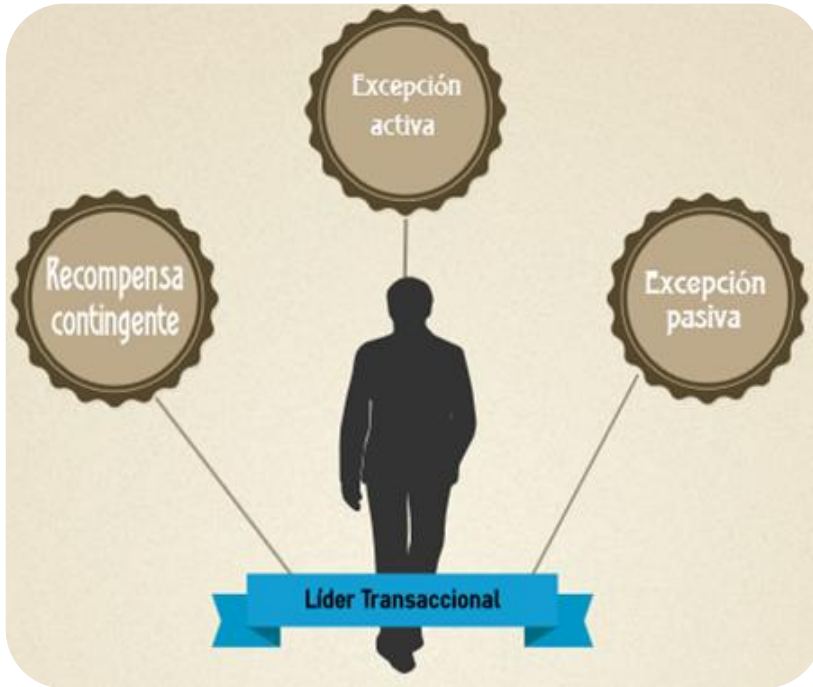 Excepción
activa
Recompensa
contingente
Excepción
pasiva
Líder Transaccional